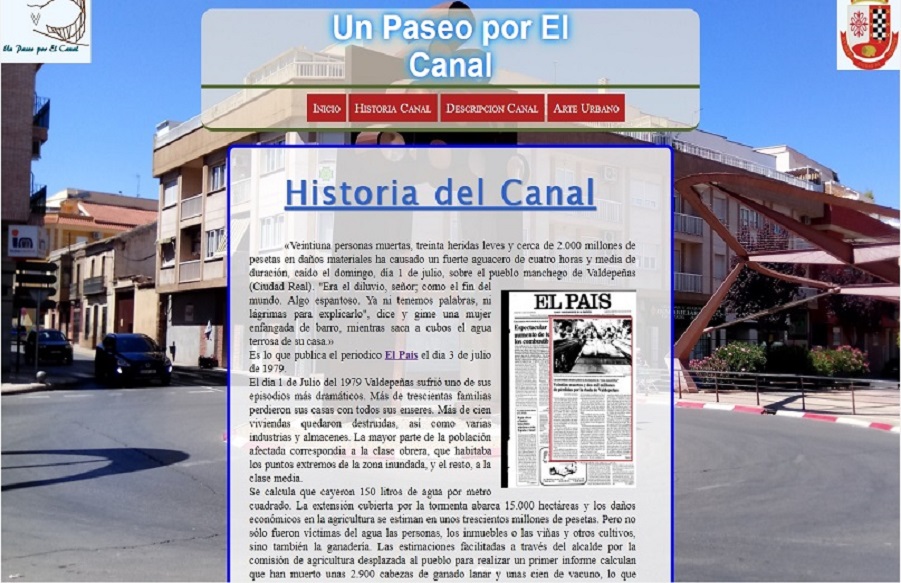 Un Paseo por El
Canal
Un Paseo por El Canal
INICIO HISTORIA CANAL DESCRIPCION CANAL ARTE URBANO
Historia del Canal
«Veintiuna personas muertas, treinta heridas leves y cerca de 2.000 millones de
pesetas en daños materiales ha causado un fuerte aguacero de cuatro horas y media de
duración, caído el domingo, día 1 de julio, sobre el pueblo manchego de Valdepeñas
(Ciudad Real). "Era el diluvio, señor; como el fin del
mundo. Algo espantoso. Ya ni tenemos palabras, ni
lágrimas para explicarlo", dice y gime una mujer
enfangada de barro, mientras saca a cubos el agua
terrosa de su casa.»
Es lo que publica el periodico El Pais el día 3 de julio
de 1979.
El día 1 de Julio del 1979 Valdepeñas sufrió uno de sus
episodios más dramáticos. Más de trescientas familias
perdieron sus casas con todos sus enseres. Más de cien
viviendas quedaron destruidas, así como varias
industrias y almacenes. La mayor parte de la población
afectada correspondía a la clase obrera, que habitaba
los puntos extremos de la zona inundada, y el resto, a la
clase media.
Se calcula que cayeron 150 litros de agua por metro
cuadrado. La extensión cubierta por la tormenta abarca 15.000 hectáreas y los daños
económicos en la agricultura se estiman en unos trescientos millones de pesetas. Pero no
sólo fueron víctimas del agua las personas, los inmuebles o las viñas y otros cultivos,
sino también la ganadería. Las estimaciones facilitadas a través del alcalde por la
comisión de agricultura desplazada al pueblo para realizar un primer informe calculan
que han muerto unas 2.900 cabezas de ganado lanar y unas cien de vacuno, lo que
EL PAIS
Espectacular
aumento de
los combustib